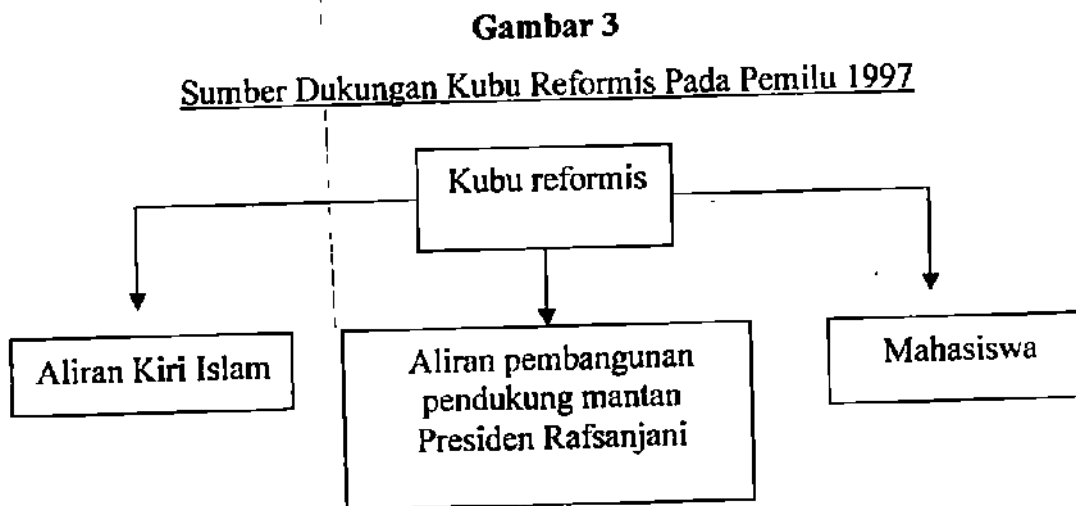 Gambar 3
Sumber Dukungan Kubu Reformis Pada Pemilu 1997
Kubu reformis
Aliran Kiri Islam
Aliran pembangunan
pendukung mantan
Presiden Rafsanjani
Mahasiswa